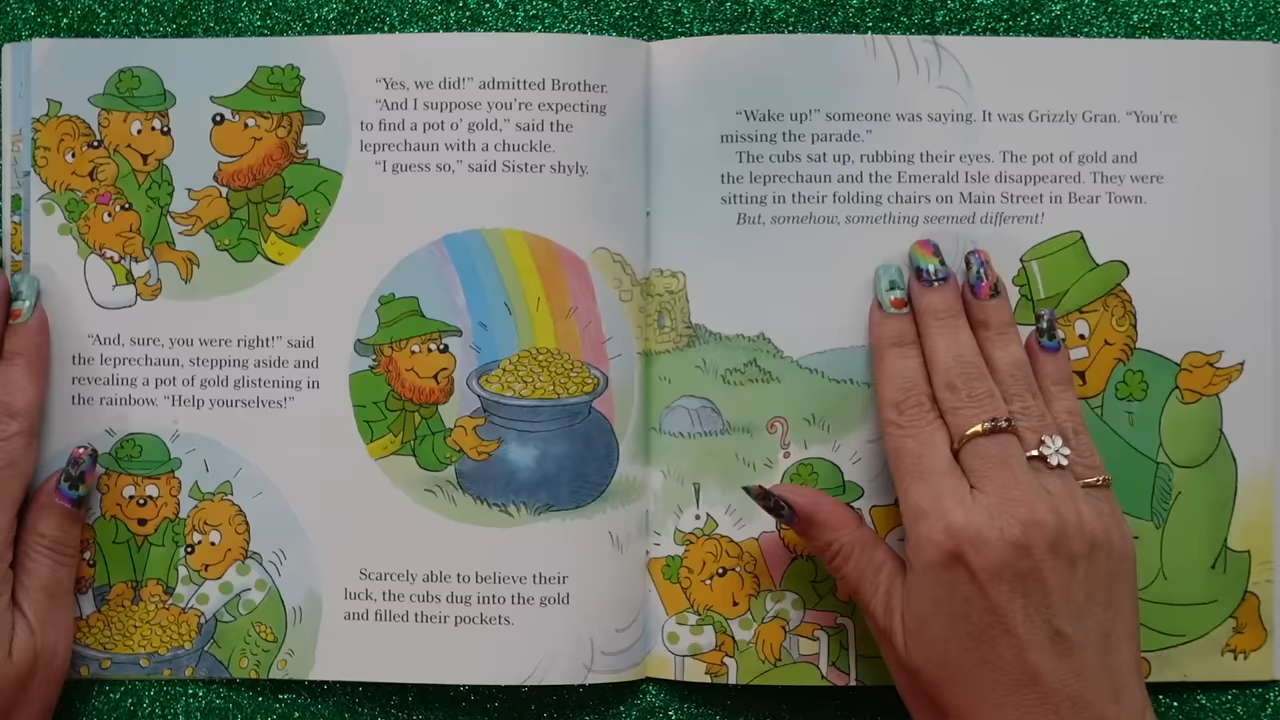 “Yes, we did!” admitted Brother.
“And I suppose you’re expecting
to find a pot o’ gold,” said the
leprechaun with a chuckle.
“I guess so,” said Sister shyly.
“And, sure, you were right!” said
the leprechaun, stepping aside and
revealing a pot of gold glistening in
the rainbow. “Help yourselves!”
Scarcely able to believe their
luck, the cubs dug into the gold
and filled their pockets.
“Wake up!” someone was saying. It was Grizzly Gran. “You’re
missing the parade.”
The cubs sat up, rubbing their eyes. The pot of gold and
the leprechaun and the Emerald Isle disappeared. They were
sitting in their folding chairs on Main Street in Bear Town.
But, somehow, something seemed different!
?
!